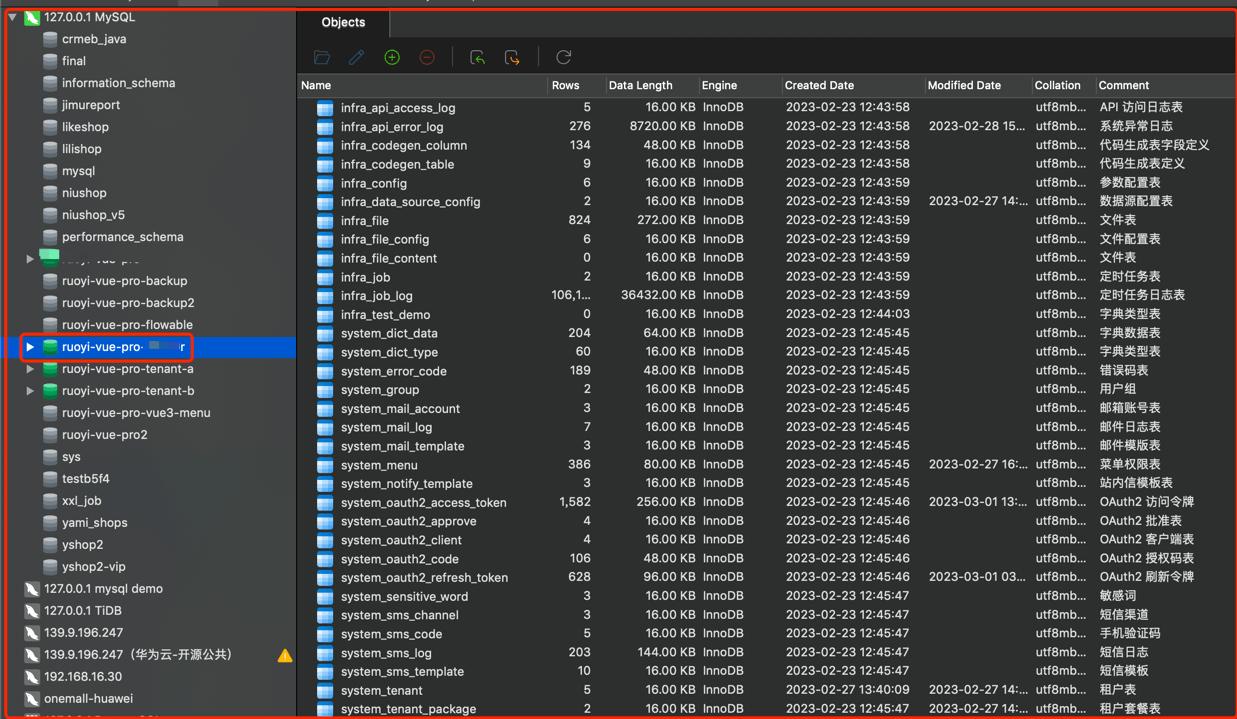 127.0.0.1 MySQL
crmeb_java
final
information_schema
jimureport
likeshop
lilishop
mysql
niushop
niushop_v5
performance_schema
ruoyi-vue-pro-backup
ruoyi-vue-pro-backup2
ruoyi-vue-pro-flowable
ruoyi-vue-pro-
ruoyi-vue-pro-tenant-a
ruoyi-vue-pro-tenant-b
ruoyi-vue-pro-vue3-menu
ruoyi-vue-pro2
sys
testb5f4
xxl_job
yami_shops
yshop2
yshop2-vip
127.0.0.1 mysql demo
127.0.0.1 TiDB
139.9.196.247
139.9.196.247（华为云-开源公共）
192.168.16.30
onemall-huawei
Objects
Name Rows Data Length Engine Created Date Modified Date Collation Comment
infra_api_access_log 5 16.00 KB InnoDB 2023-02-23 12:43:58 utf8mb... API 访问日志表
infra_api_error_log 276 8720.00 KB InnoDB 2023-02-23 12:43:58 2023-02-28 15... utf8mb... 系统异常日志
infra_codegen_column 134 48.00 KB InnoDB 2023-02-23 12:43:58 utf8mb... 代码生成表字段定义
infra_codegen_table 9 16.00 KB InnoDB 2023-02-23 12:43:58 utf8mb... 代码生成表定义
infra_config 6 16.00 KB InnoDB 2023-02-23 12:43:59 utf8mb... 参数配置表
infra_data_source_config 2 16.00 KB InnoDB 2023-02-23 12:43:59 2023-02-27 14:... utf8mb... 数据源配置表
infra_file 824 272.00 KB InnoDB 2023-02-23 12:43:59 utf8mb... 文件表
infra_file_config 6 16.00 KB InnoDB 2023-02-23 12:43:59 utf8mb... 文件配置表
infra_file_content 0 16.00 KB InnoDB 2023-02-23 12:43:59 utf8mb... 文件表
infra_job 2 16.00 KB InnoDB 2023-02-23 12:43:59 utf8mb... 定时任务表
infra_job_log 106,1... 36432.00 KB InnoDB 2023-02-23 12:43:59 utf8mb... 定时任务日志表
infra_test_demo 0 16.00 KB InnoDB 2023-02-23 12:44:03 utf8mb... 字典类型表
system_dict_data 204 64.00 KB InnoDB 2023-02-23 12:45:45 utf8mb... 字典数据表
system_dict_type 60 16.00 KB InnoDB 2023-02-23 12:45:45 utf8mb... 字典类型表
system_error_code 189 48.00 KB InnoDB 2023-02-23 12:45:45 utf8mb... 错误码表
system_group 2 16.00 KB InnoDB 2023-02-23 12:45:45 utf8mb... 用户组
system_mail_account 3 16.00 KB InnoDB 2023-02-23 12:45:45 utf8mb... 邮箱账号表
system_mail_log 7 16.00 KB InnoDB 2023-02-23 12:45:45 utf8mb... 邮件日志表
system_mail_template 3 16.00 KB InnoDB 2023-02-23 12:45:45 utf8mb... 邮件模版表
system_menu 386 80.00 KB InnoDB 2023-02-23 12:45:45 2023-02-27 16:... utf8mb... 菜单权限表
system_notify_template 3 16.00 KB InnoDB 2023-02-23 12:45:45 utf8mb... 站内信模板表
system_oauth2_access_token 1,582 256.00 KB InnoDB 2023-02-23 12:45:46 2023-03-01 13:... utf8mb... OAuth2 访问令牌
system_oauth2_approve 4 16.00 KB InnoDB 2023-02-23 12:45:46 utf8mb... OAuth2 批准表
system_oauth2_client 4 16.00 KB InnoDB 2023-02-23 12:45:46 utf8mb... OAuth2 客户端表
system_oauth2_code 106 48.00 KB InnoDB 2023-02-23 12:45:46 utf8mb... OAuth2 授权码表
system_oauth2_refresh_token 628 96.00 KB InnoDB 2023-02-23 12:45:46 2023-03-01 03... utf8mb... OAuth2 刷新令牌
system_sensitive_word 3 16.00 KB InnoDB 2023-02-23 12:45:47 utf8mb... 敏感词
system_sms_channel 3 16.00 KB InnoDB 2023-02-23 12:45:47 utf8mb... 短信渠道
system_sms_code 5 16.00 KB InnoDB 2023-02-23 12:45:47 utf8mb... 手机验证码
system_sms_log 203 144.00 KB InnoDB 2023-02-23 12:45:47 utf8mb... 短信日志
system_sms_template 10 16.00 KB InnoDB 2023-02-23 12:45:47 utf8mb... 短信模板
system_tenant 5 16.00 KB InnoDB 2023-02-27 13:40:09 2023-02-27 14:... utf8mb... 租户表
system_tenant_package 2 16.00 KB InnoDB 2023-02-23 12:45:47 2023-02-27 14:... utf8mb... 租户套餐表